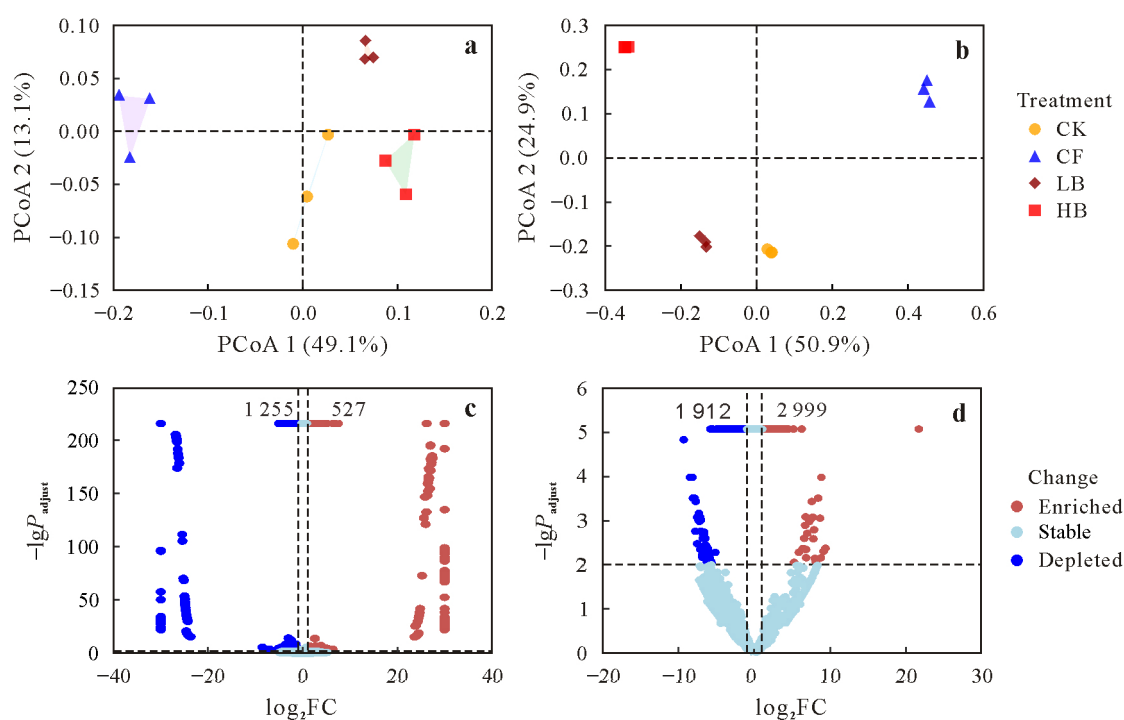 a
0.10
0.05
0.00
−0.05
−0.10
−0.15
PCoA 2 (13.1%)
−0.2
−0.1
0.0
0.1
0.2
PCoA 1 (49.1%)
b
0.3
0.2
0.1
0.0
−0.1
−0.2
−0.3
PCoA 2 (24.9%)
−0.4
−0.2
0.0
0.2
0.4
0.6
PCoA 1 (50.9%)
Treatment
CK
CF
LB
HB
c
1 255
527
250
200
150
100
50
0
−lgPadjust
−40
−20
0
20
40
log2FC
d
1 912
2 999
6
5
4
3
2
1
0
−lgPadjust
−20
−10
0
10
20
30
log2FC
Change
Enriched
Stable
Depleted